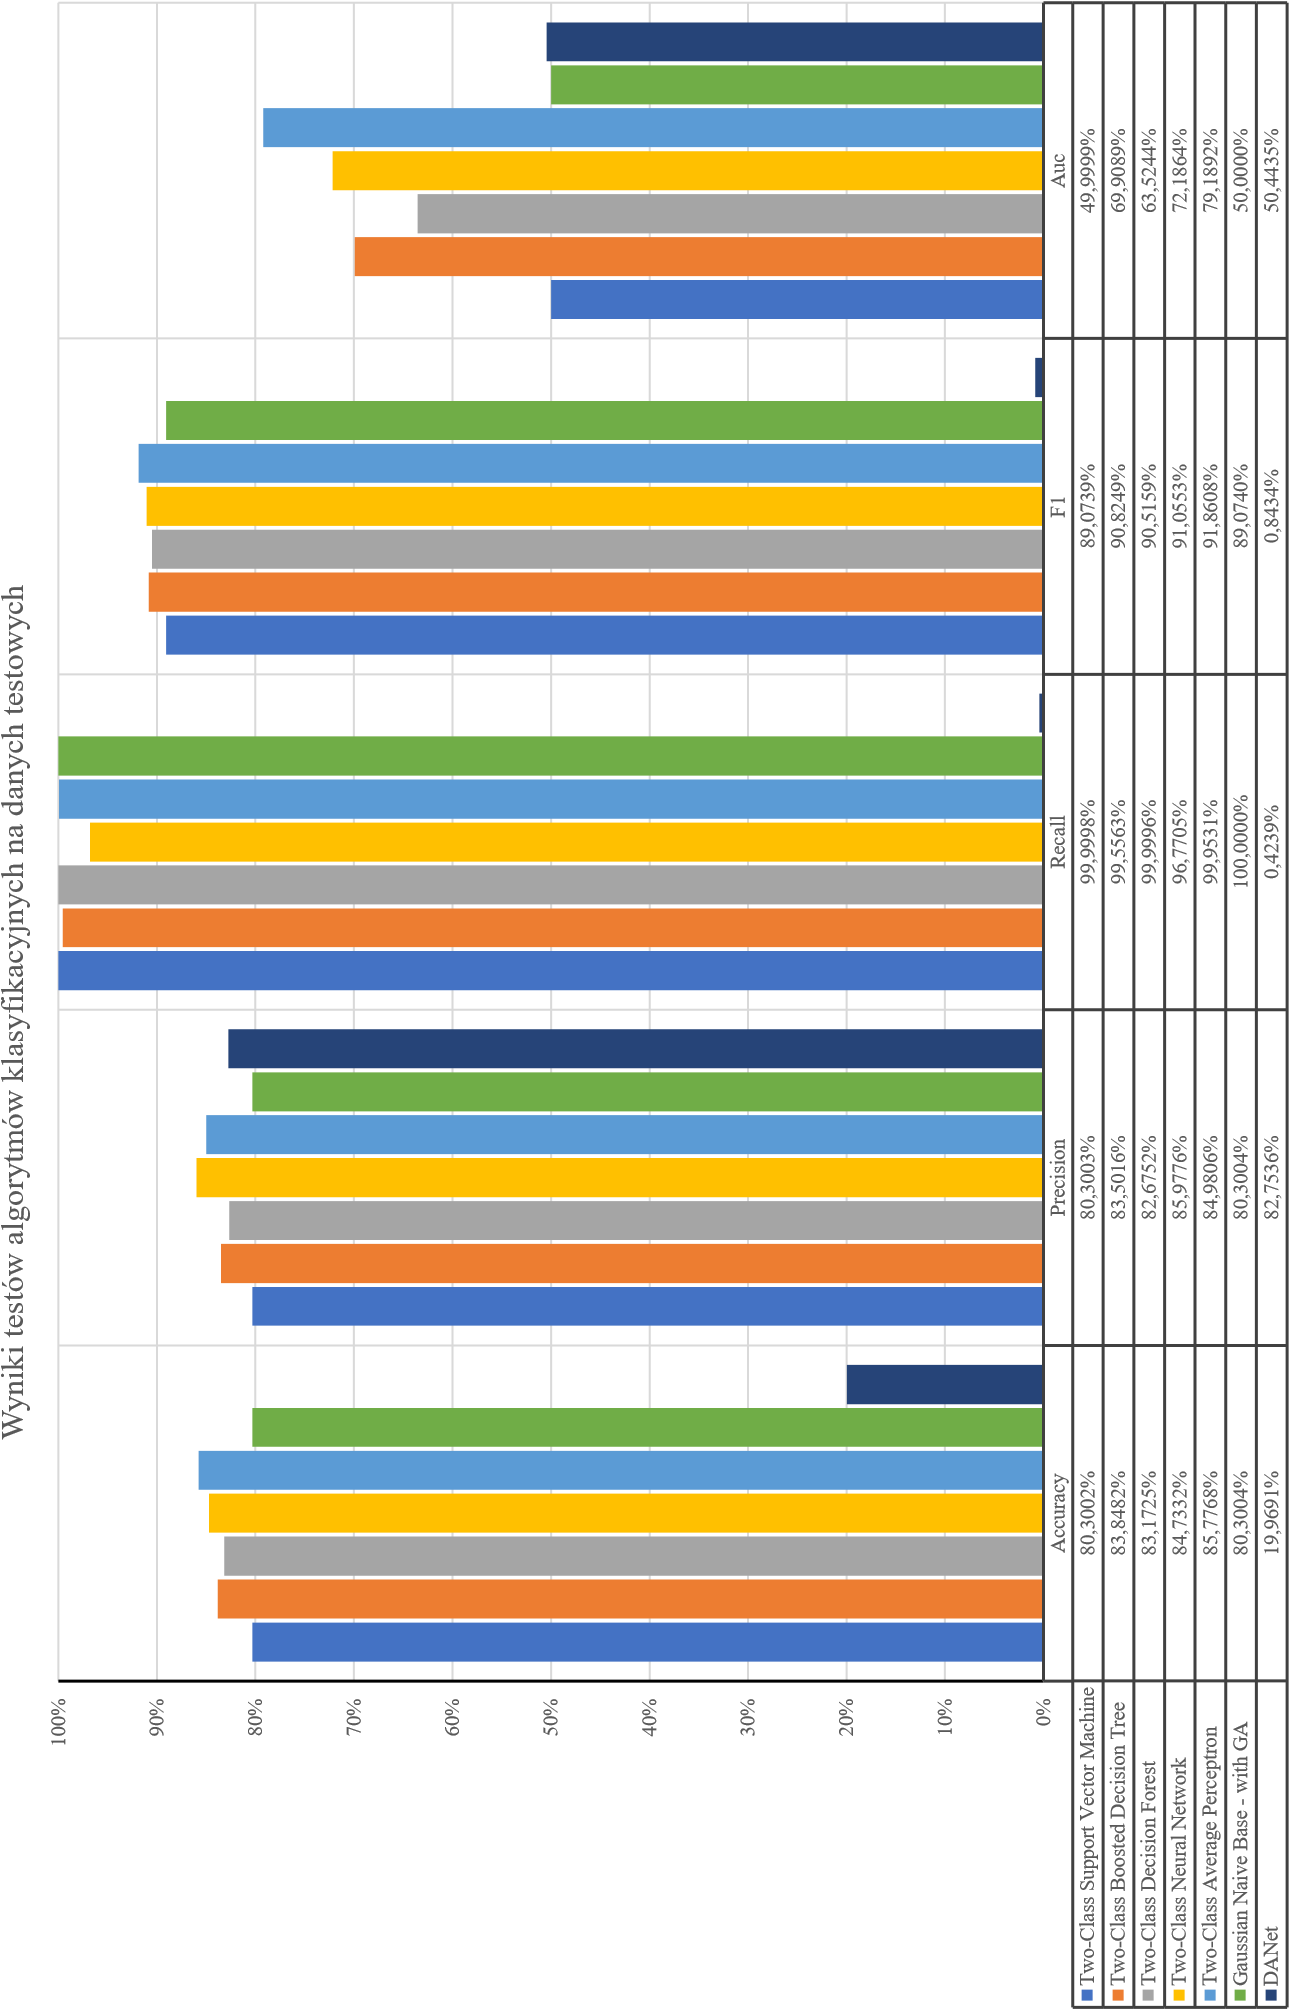 Wyniki testów algorytmów klasyfikacyjnych na danych testowych
100%
90%
80%
70%
60%
50%
40%
30%
20%
10%
0%
Accuracy Precision Recall F1 Auc
Two-Class Support Vector Machine 80,3002% 80,3003% 99,9998% 89,0739% 49,9999%
Two-Class Boosted Decision Tree 83,8482% 83,5016% 99,5563% 90,8249% 69,9089%
Two-Class Decision Forest 83,1725% 82,6752% 99,9996% 90,5159% 63,5244%
Two-Class Neural Network 84,7332% 85,9776% 96,7705% 91,0553% 72,1864%
Two-Class Average Perceptron 85,7768% 84,9806% 99,9531% 91,8608% 79,1892%
Gaussian Naive Base - with GA 80,3004% 80,3004% 100,0000% 89,0740% 50,0000%
DANet 19,9691% 82,7536% 0,4239% 0,8434% 50,4435%